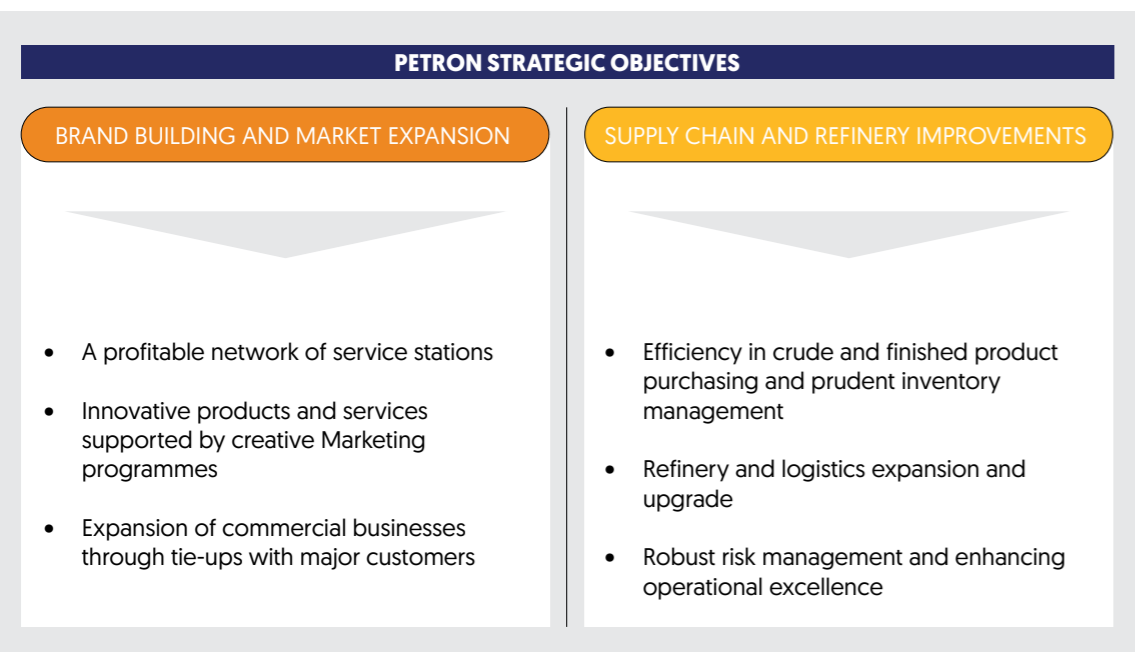 PETRON STRATEGIC OBJECTIVES
BRAND BUILDING AND MARKET EXPANSION
• A profitable network of service stations
• Innovative products and services
supported by creative Marketing
programmes
• Expansion of commercial businesses
through tie-ups with major customers
SUPPLY CHAIN AND REFINERY IMPROVEMENTS
• Efficiency in crude and finished product
purchasing and prudent inventory
management
• Refinery and logistics expansion and
upgrade
• Robust risk management and enhancing
operational excellence